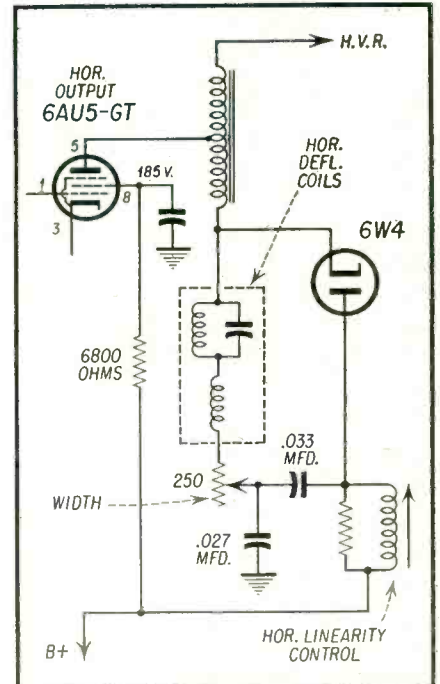 H.V.R.
HOR.
OUTPUT
6AU5-GT
5
1
8
3
185 V.
HOR.
DEFL.
COILS
6W4
6800
OHMS
.033
MFD.
250
WIDTH
.027
MFD.
B+
HOR. LINEARITY
CONTROL